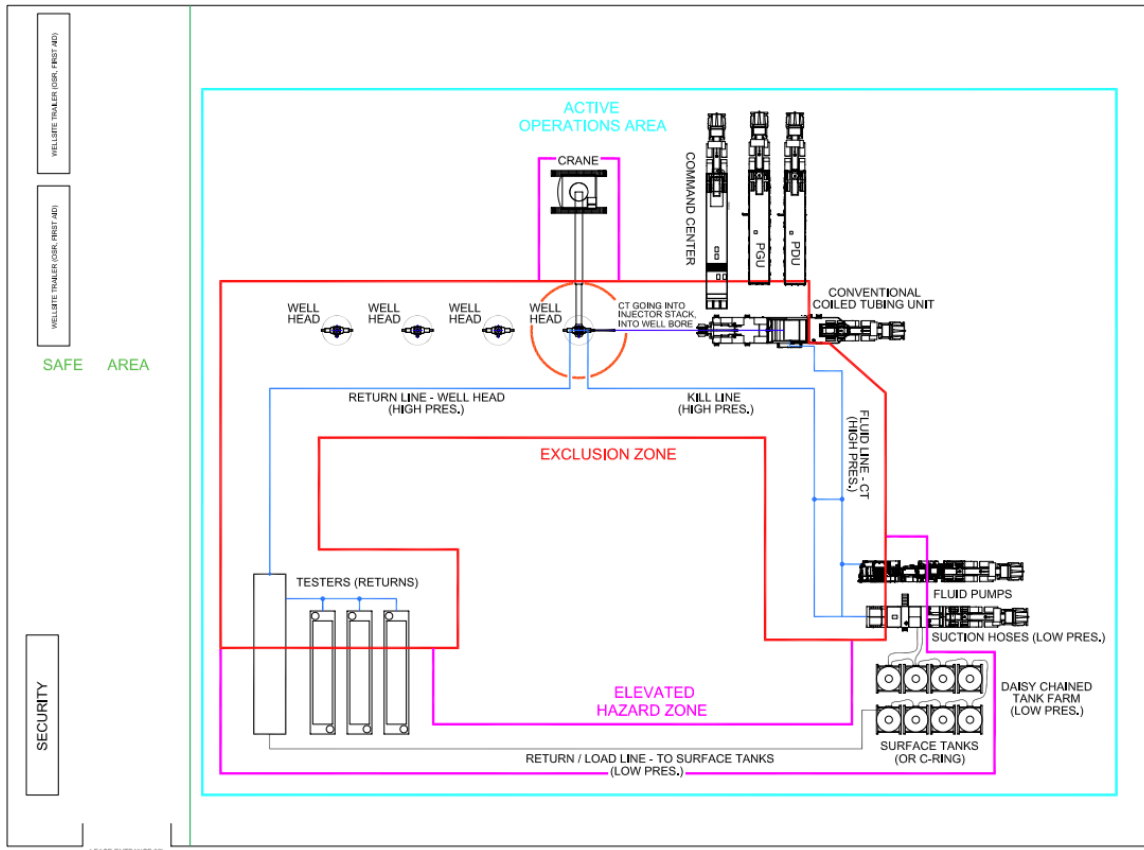 WELLSITE TRAILER (OSR, FIRST AID)
WELLSITE TRAILER (OSR, FIRST AID)
SAFE AREA
SECURITY
ACTIVE
OPERATIONS AREA
CRANE
COMMAND CENTER
PGU
PDU
CONVENTIONAL
COILED TUBING UNIT
WELL
HEAD
WELL
HEAD
WELL
HEAD
WELL
HEAD
CT GOING INTO
INJECTOR STACK,
INTO WELL BORE
RETURN LINE - WELL HEAD
(HIGH PRES.)
KILL LINE
(HIGH PRES.)
FLUID LINE - CT
(HIGH PRES.)
EXCLUSION ZONE
TESTERS (RETURNS)
FLUID PUMPS
SUCTION HOSES (LOW PRES.)
ELEVATED
HAZARD ZONE
DAISY CHAINED
TANK FARM
(LOW PRES.)
SURFACE TANKS
(OR C-RING)
RETURN / LOAD LINE - TO SURFACE TANKS
(LOW PRES.)